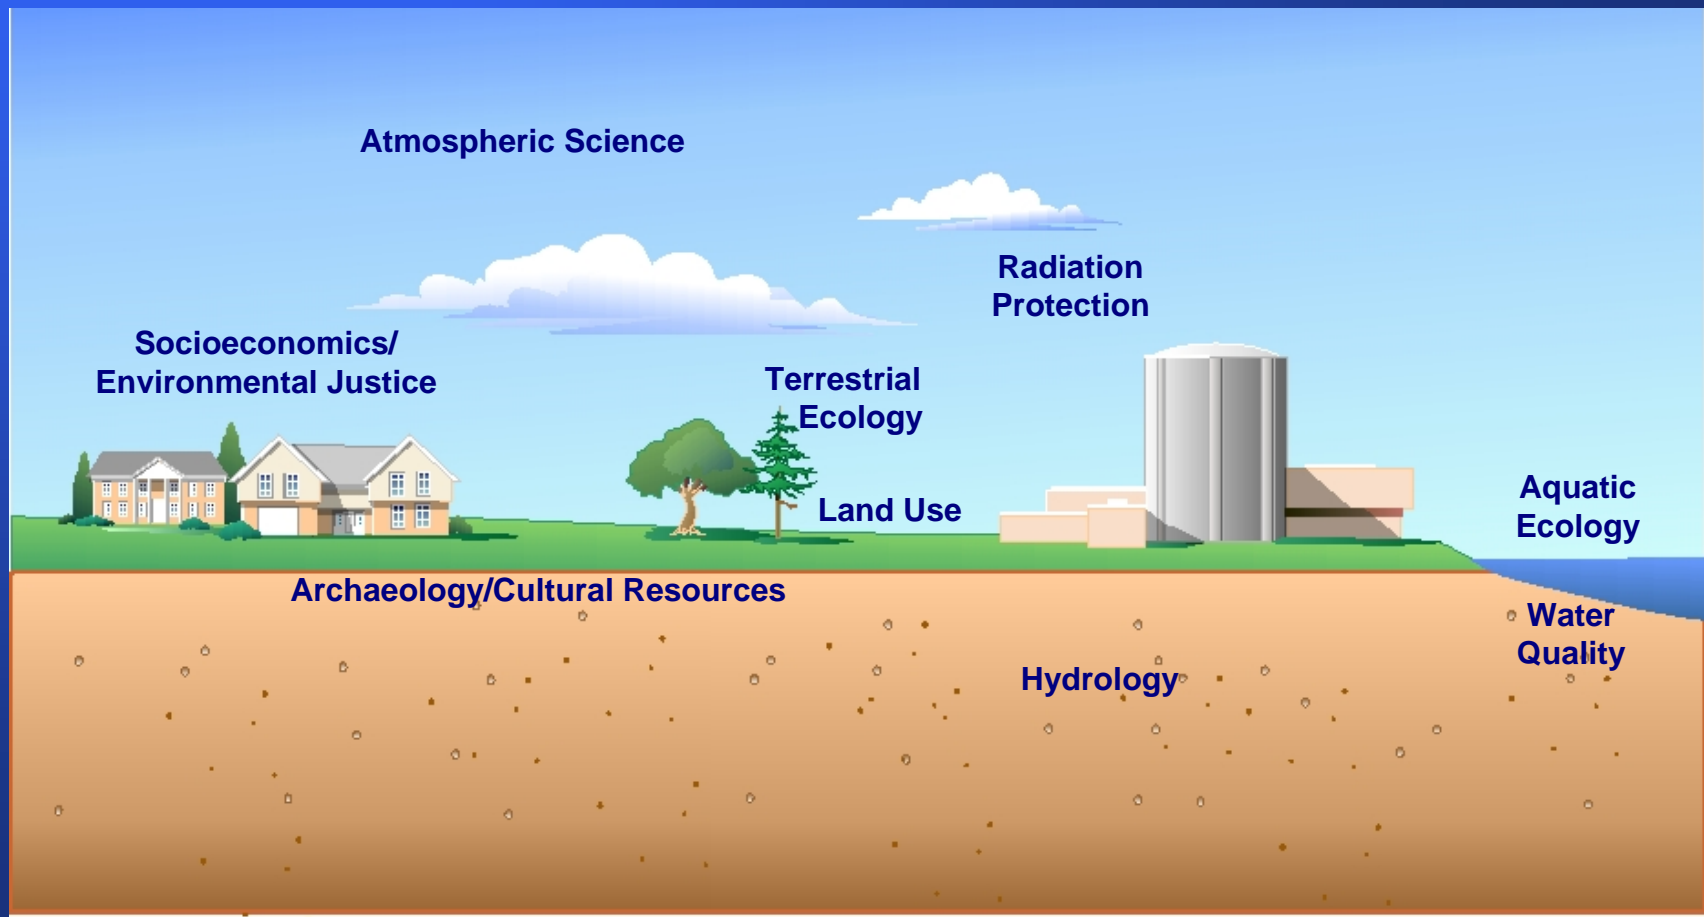 Atmospheric Science
Radiation
Protection
Socioeconomics/
Environmental Justice
Terrestrial
Ecology
Land Use
Aquatic
Ecology
Archaeology/Cultural Resources
Water
Quality
Hydrology